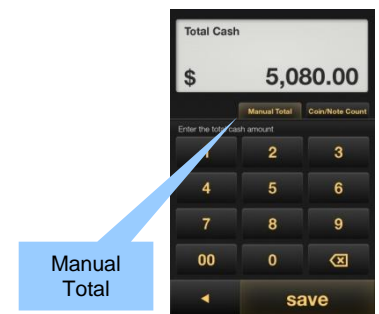 Total Cash
$ 5,080.00
Manual Total Coin/Note Count
Enter the total cash amount
1 2 3
4 5 6
7 8 9
00 0
save
Manual
Total